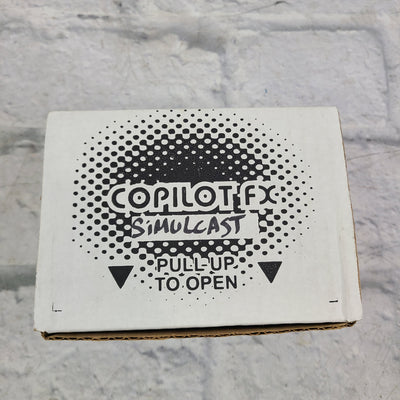 COPILOT FX
SiMULCAST
PULL UP
TO OPEN